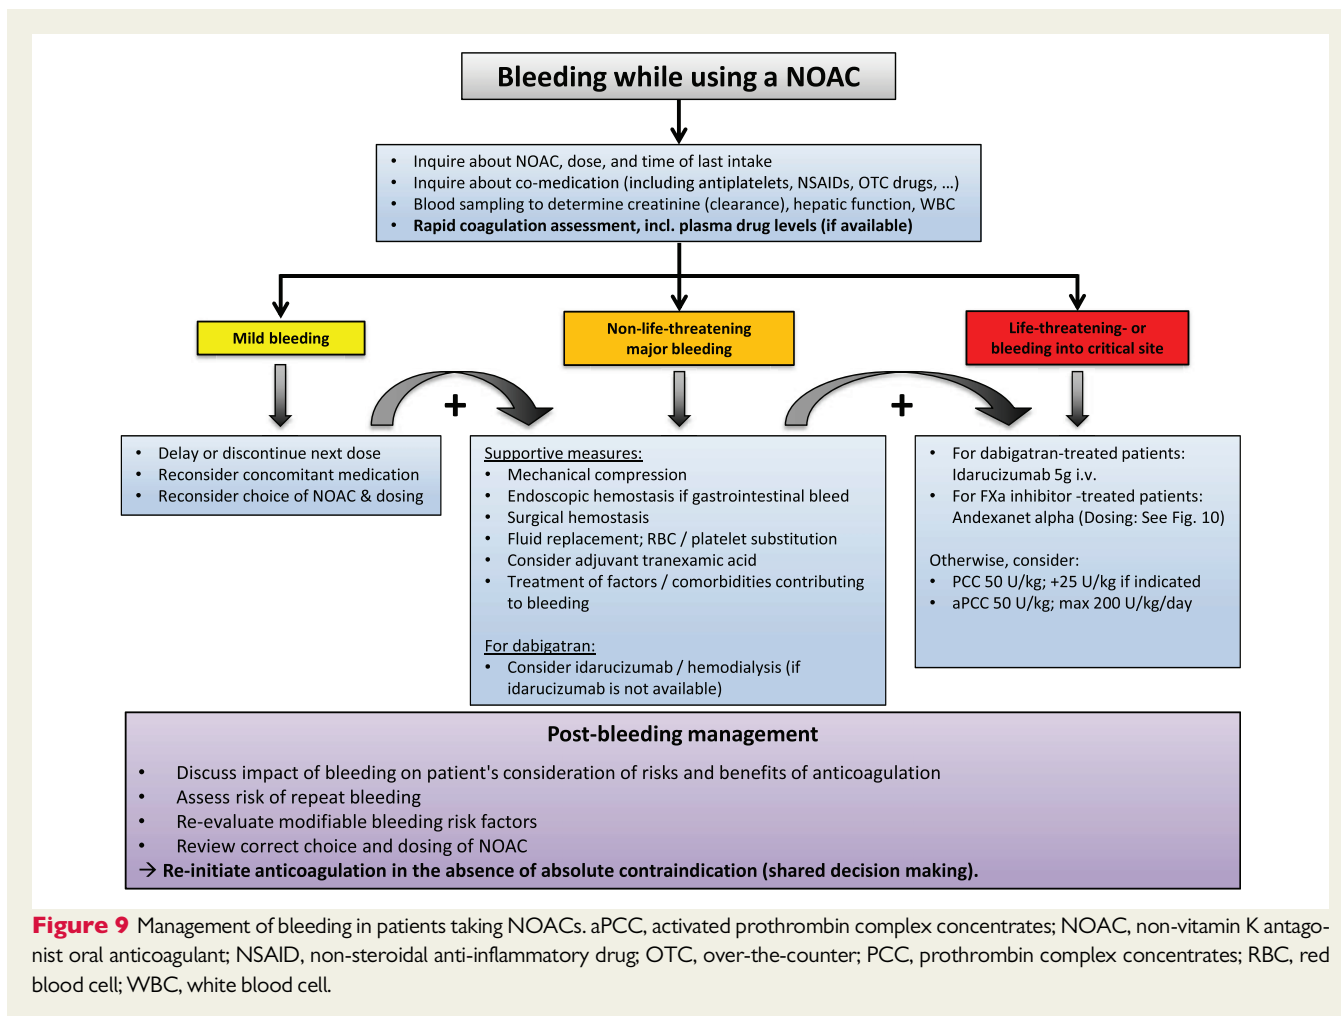 Bleeding while using a NOAC
• Inquire about NOAC, dose, and time of last intake
• Inquire about co-medication (including antiplatelets, NSAIDs, OTC drugs, ...)
• Blood sampling to determine creatinine (clearance), hepatic function, WBC
• Rapid coagulation assessment, incl. plasma drug levels (if available)
Mild bleeding
Non-life-threatening
major bleeding
Life-threatening- or
bleeding into critical site
+
+
• Delay or discontinue next dose
• Reconsider concomitant medication
• Reconsider choice of NOAC & dosing
Supportive measures:
• Mechanical compression
• Endoscopic hemostasis if gastrointestinal bleed
• Surgical hemostasis
• Fluid replacement; RBC / platelet substitution
• Consider adjuvant tranexamic acid
• Treatment of factors / comorbidities contributing
to bleeding
For dabigatran:
• Consider idarucizumab / hemodialysis (if
idarucizumab is not available)
• For dabigatran-treated patients:
Idarucizumab 5g i.v.
• For FXa inhibitor -treated patients:
Andexanet alpha (Dosing: See Fig. 10)
Otherwise, consider:
• PCC 50 U/kg; +25 U/kg if indicated
• aPCC 50 U/kg; max 200 U/kg/day
Post-bleeding management
• Discuss impact of bleeding on patient's consideration of risks and benefits of anticoagulation
• Assess risk of repeat bleeding
• Re-evaluate modifiable bleeding risk factors
• Review correct choice and dosing of NOAC
→ Re-initiate anticoagulation in the absence of absolute contraindication (shared decision making).
Figure 9 Management of bleeding in patients taking NOACs. aPCC, activated prothrombin complex concentrates; NOAC, non-vitamin K antago-
nist oral anticoagulant; NSAID, non-steroidal anti-inflammatory drug; OTC, over-the-counter; PCC, prothrombin complex concentrates; RBC, red
blood cell; WBC, white blood cell.